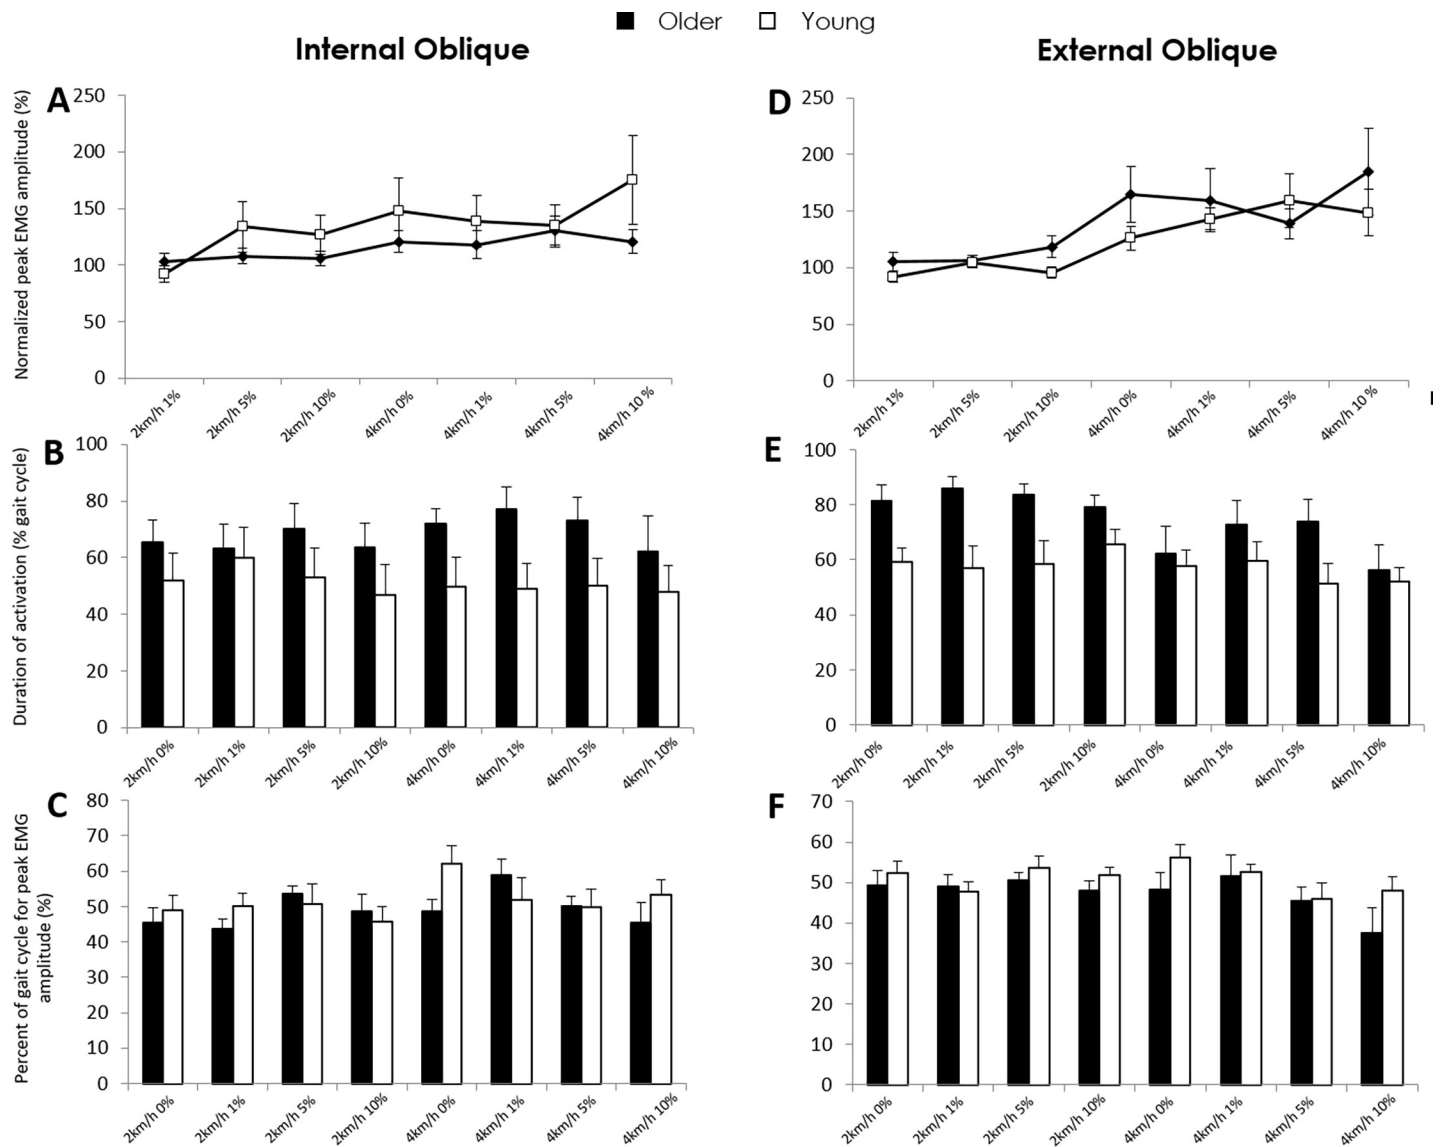 Older Young
Internal Oblique
External Oblique
A
Normalized peak EMG amplitude (%)
250
200
150
100
50
0
2km/h 1%
2km/h 5%
2km/h 10%
4km/h 0%
4km/h 1%
4km/h 5%
4km/h 10 %
D
250
200
150
100
50
0
2km/h 1%
2km/h 5%
2km/h 10%
4km/h 0%
4km/h 1%
4km/h 5%
4km/h 10 %
B
Duration of activation (% gait cycle)
100
80
60
40
20
0
2km/h 0%
2km/h 1%
2km/h 5%
2km/h 10%
4km/h 0%
4km/h 1%
4km/h 5%
4km/h 10%
E
100
80
60
40
20
0
2km/h 0%
2km/h 1%
2km/h 5%
2km/h 10%
4km/h 0%
4km/h 1%
4km/h 5%
4km/h 10%
C
Percent of gait cycle for peak EMG
amplitude (%)
80
70
60
50
40
30
20
10
0
2km/h 0%
2km/h 1%
2km/h 5%
2km/h 10%
4km/h 0%
4km/h 1%
4km/h 5%
4km/h 10%
F
70
60
50
40
30
20
10
0
2km/h 0%
2km/h 1%
2km/h 5%
2km/h 10%
4km/h 0%
4km/h 1%
4km/h 5%
4km/h 10%